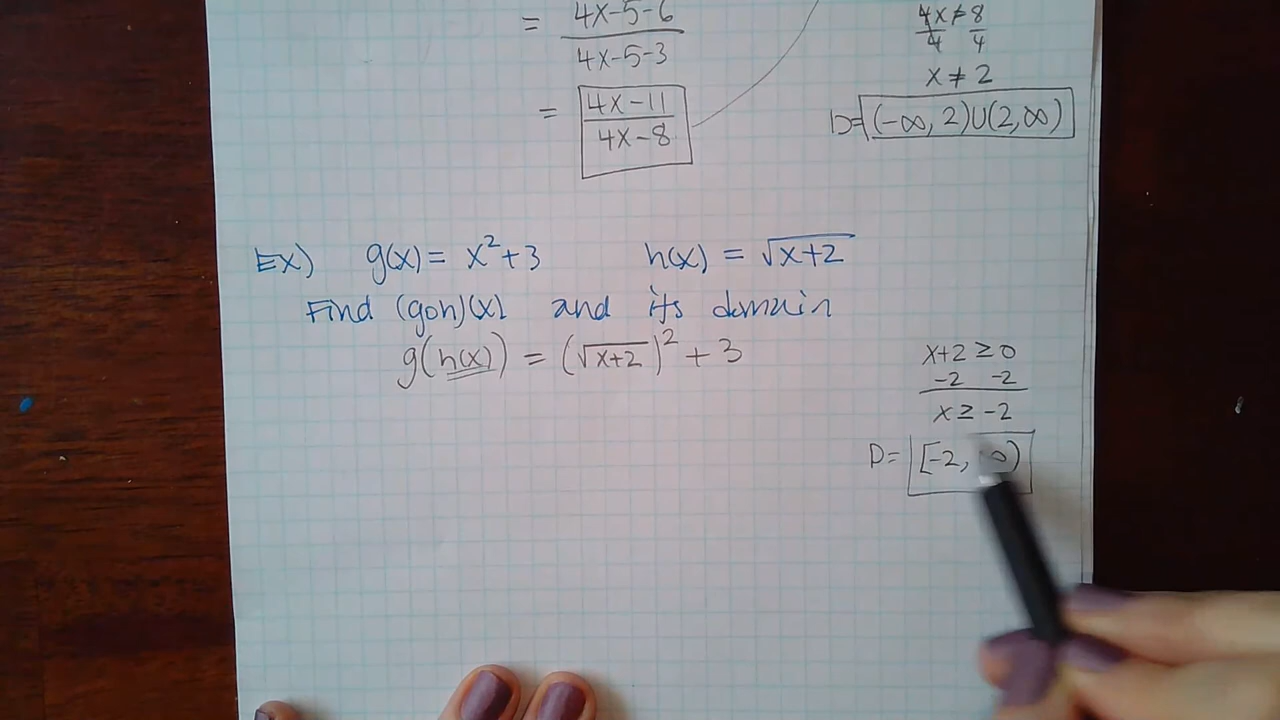 = 4x-5-6
4x-5-3
= 4x-11
4x-8
4x ≠ 8
4 4
x ≠ 2
D= (-∞, 2)∪(2, ∞)
Ex) g(x) = x²+3 h(x) = √x+2
Find (g∘h)(x) and its domain
g(h(x)) = (√x+2)² + 3
x+2 ≥ 0
-2 -2
x ≥ -2
D= [-2, ∞)